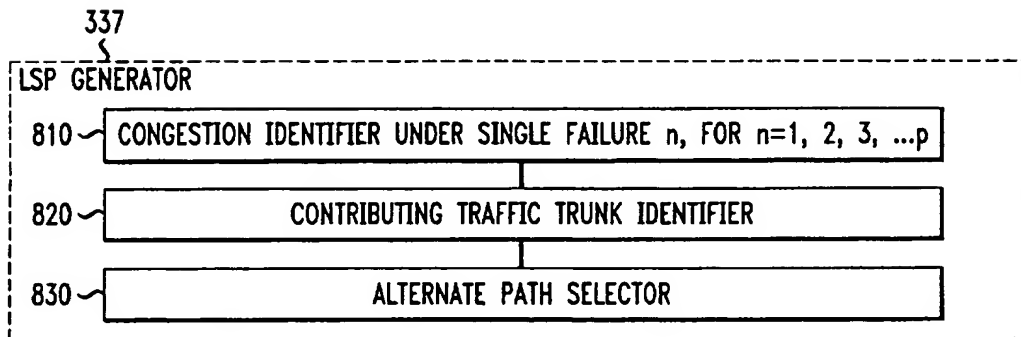 337
LSP GENERATOR
810
CONGESTION IDENTIFIER UNDER SINGLE FAILURE n, FOR n=1, 2, 3, ...p
820
CONTRIBUTING TRAFFIC TRUNK IDENTIFIER
830
ALTERNATE PATH SELECTOR